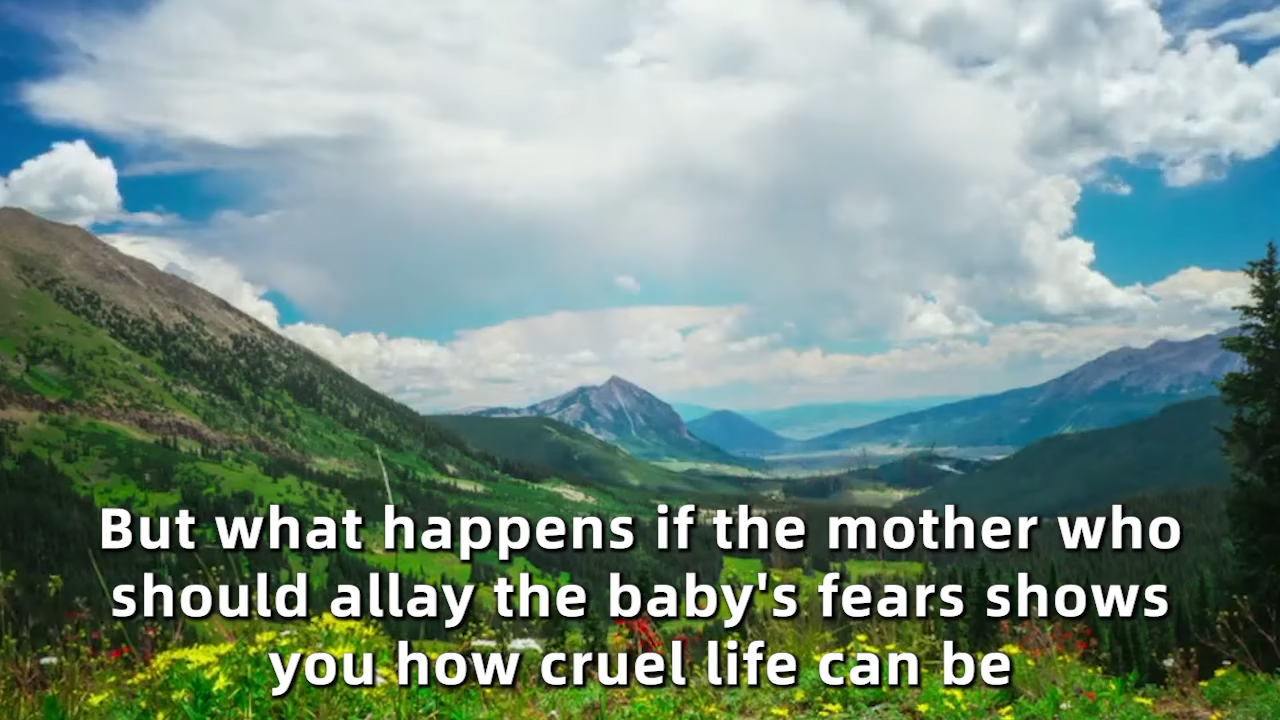 But what happens if the mother who
should allay the baby's fears shows
you how cruel life can be